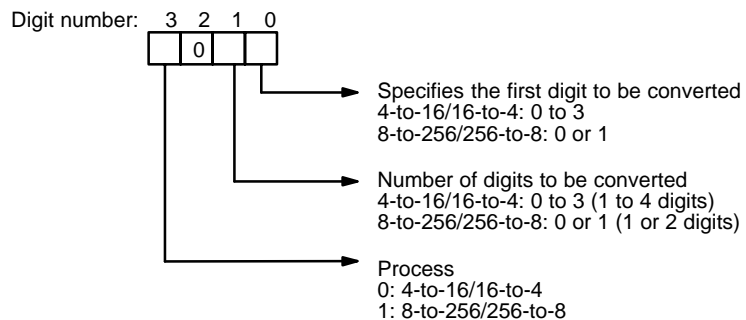 Digit number: 3 2 1 0
0
Specifies the first digit to be converted
4-to-16/16-to-4: 0 to 3
8-to-256/256-to-8: 0 or 1
Number of digits to be converted
4-to-16/16-to-4: 0 to 3 (1 to 4 digits)
8-to-256/256-to-8: 0 or 1 (1 or 2 digits)
Process
0: 4-to-16/16-to-4
1: 8-to-256/256-to-8